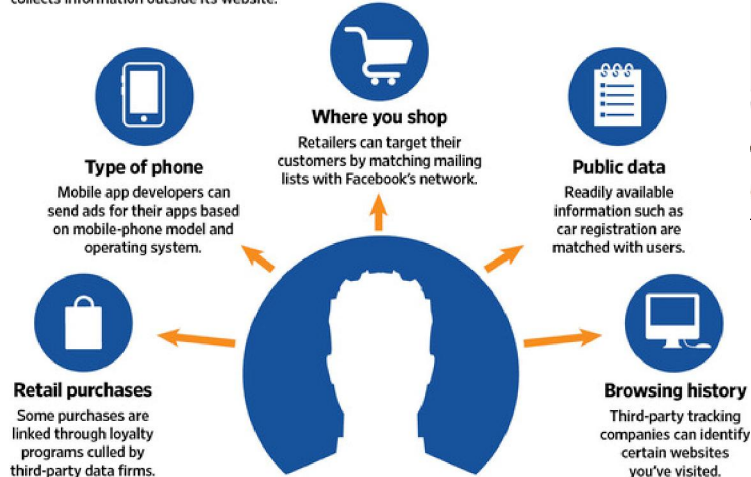 collects information outside its website.
Where you shop
Retailers can target their
customers by matching mailing
lists with Facebook's network.
Type of phone
Mobile app developers can
send ads for their apps based
on mobile-phone model and
operating system.
Public data
Readily available
information such as
car registration are
matched with users.
Retail purchases
Some purchases are
linked through loyalty
programs culled by
third-party data firms.
Browsing history
Third-party tracking
companies can identify
certain websites
you've visited.